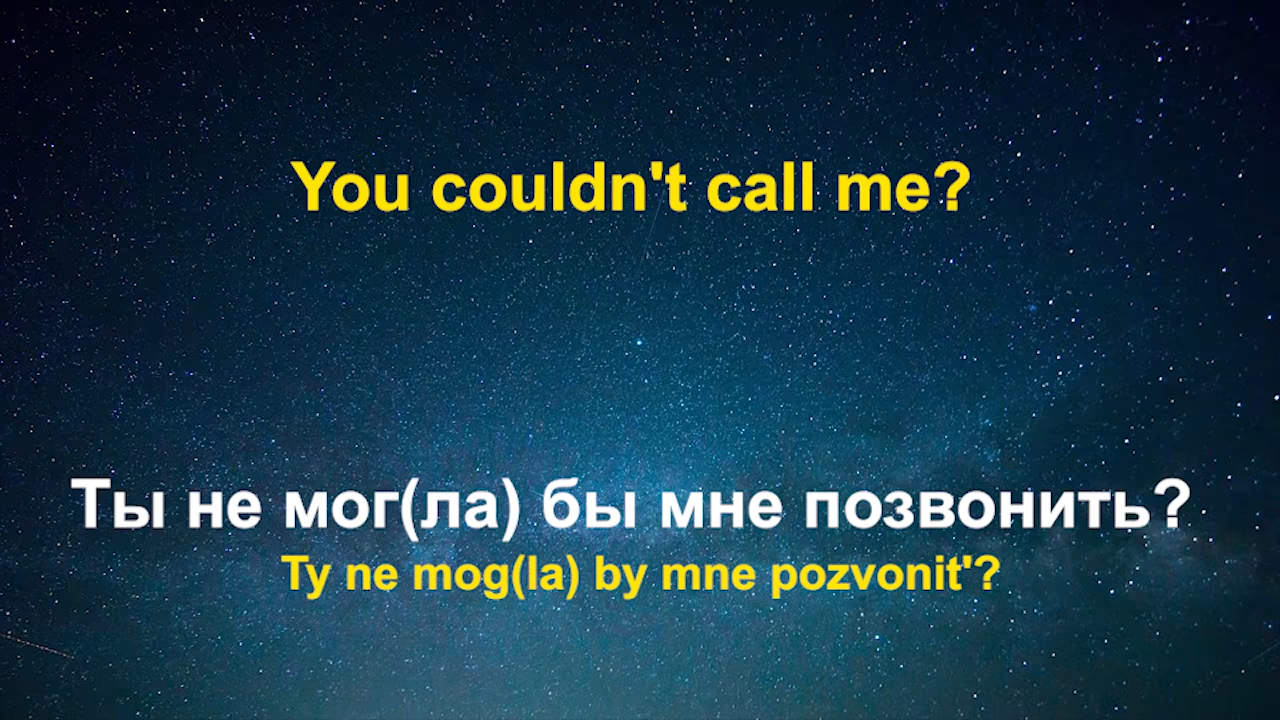 You couldn't call me?
Ты не мог(ла) бы мне позвонить?
Ty ne mog(la) by mne pozvonit'?